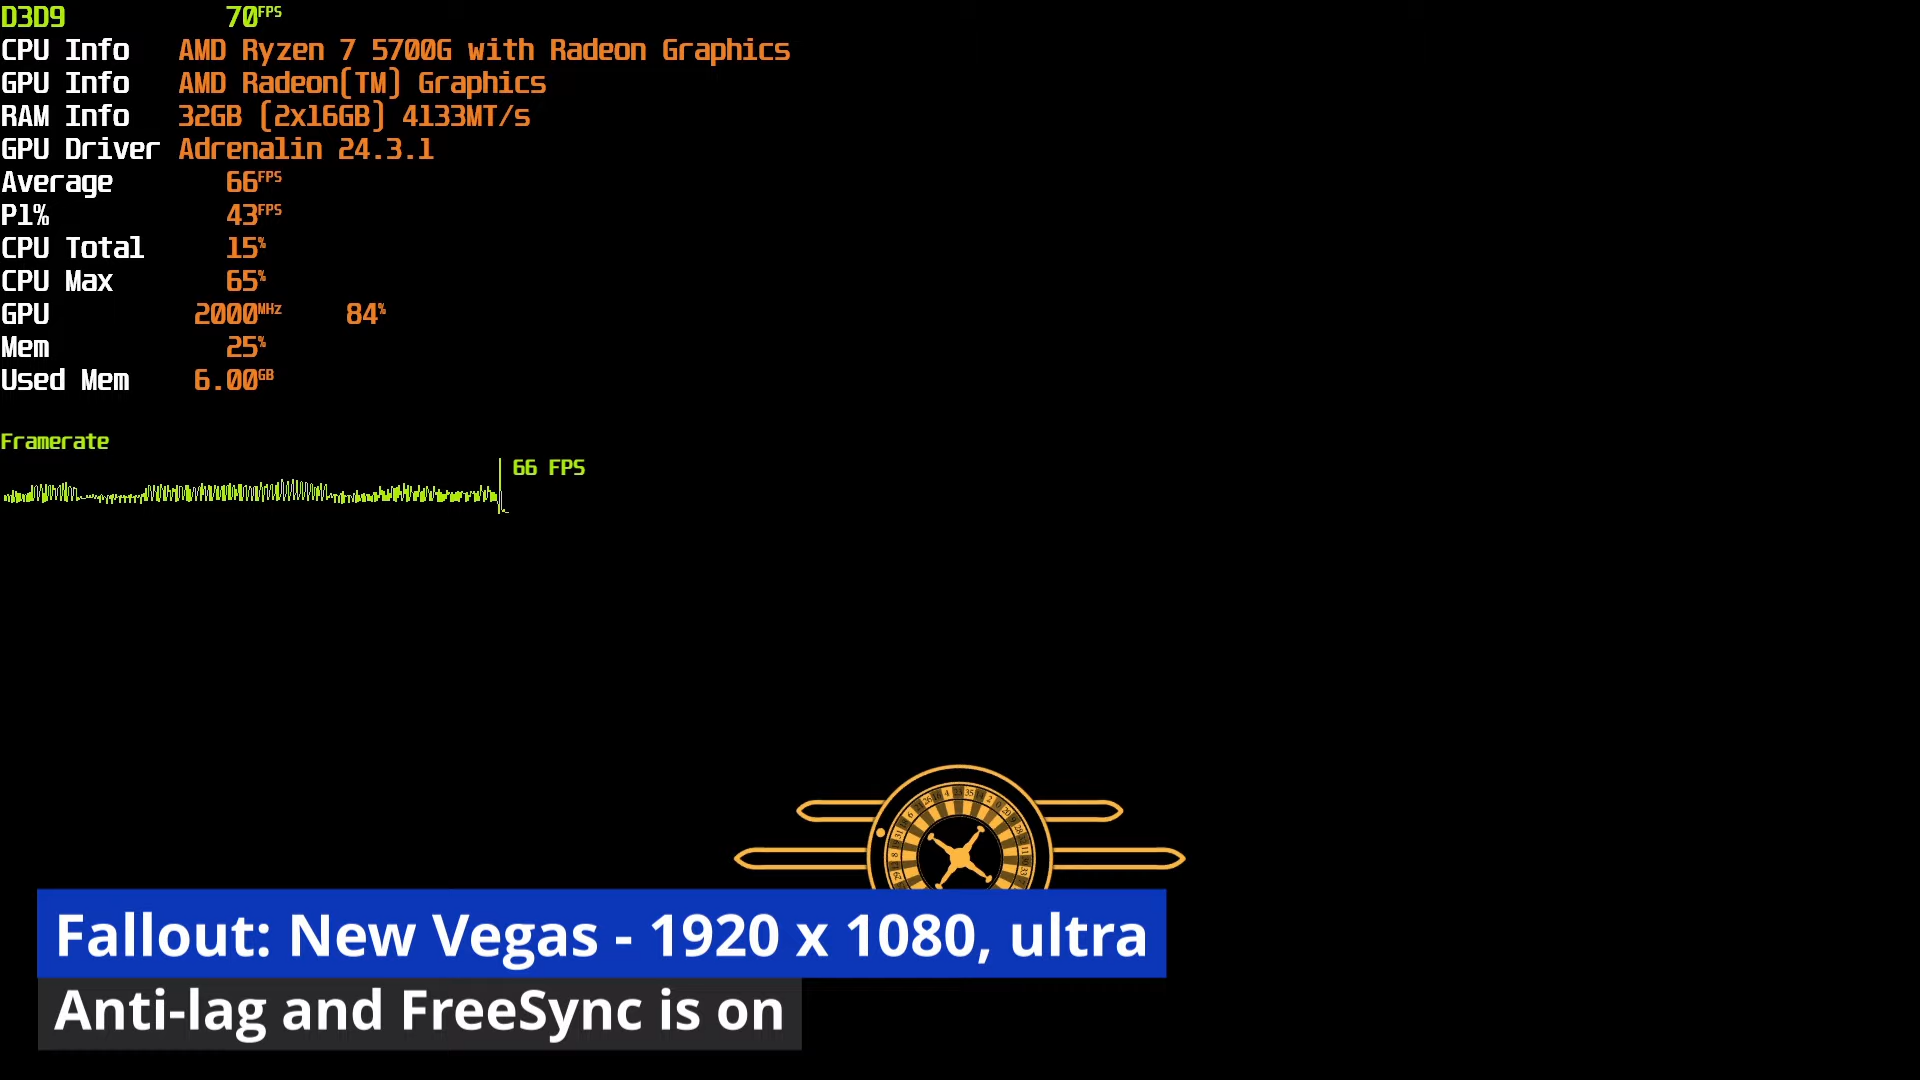 D3D9 70FPS
CPU Info AMD Ryzen 7 5700G with Radeon Graphics
GPU Info AMD Radeon(TM) Graphics
RAM Info 32GB (2x16GB) 4133MT/s
GPU Driver Adrenalin 24.3.1
Average 66FPS
P1% 43FPS
CPU Total 15%
CPU Max 65%
GPU 2000MHz 84%
Mem 25%
Used Mem 6.00GB
Framerate
66 FPS
Fallout: New Vegas - 1920 x 1080, ultra
Anti-lag and FreeSync is on